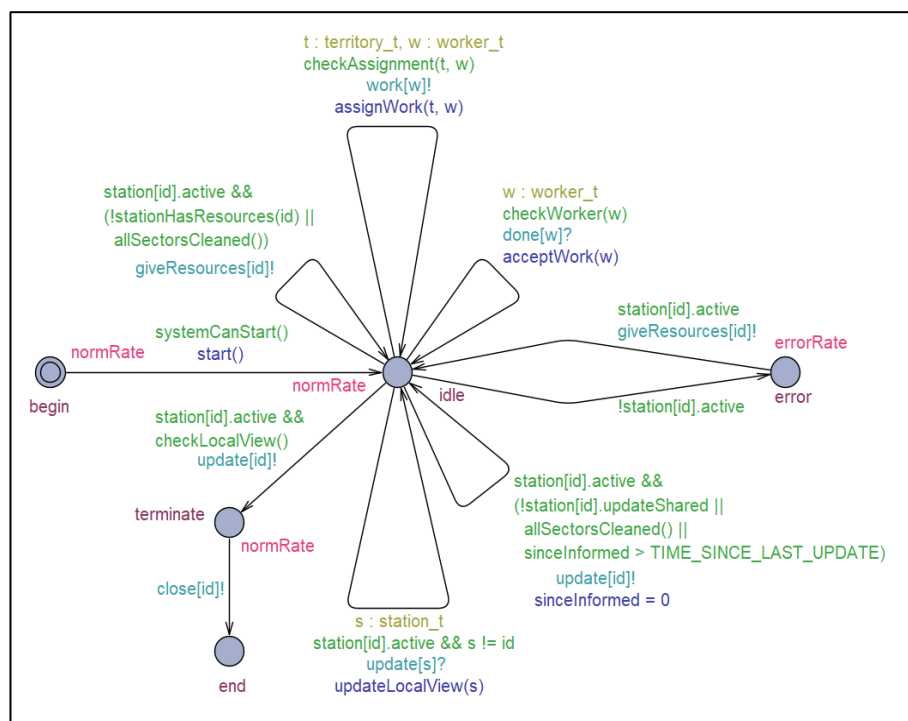 t : territory_t, w : worker_t
checkAssignment(t, w)
work[w]!
assignWork(t, w)
station[id].active &&
(!stationHasResources(id) ||
allSectorsCleaned())
giveResources[id]!
w : worker_t
checkWorker(w)
done[w]?
acceptWork(w)
systemCanStart()
start()
normRate
begin
normRate
idle
station[id].active
giveResources[id]!
errorRate
error
!station[id].active
station[id].active &&
checkLocalView()
update[id]!
terminate
normRate
close[id]!
end
station[id].active &&
(!station[id].updateShared ||
allSectorsCleaned() ||
sinceInformed > TIME_SINCE_LAST_UPDATE)
update[id]!
sinceInformed = 0
s : station_t
station[id].active && s != id
update[s]?
updateLocalView(s)